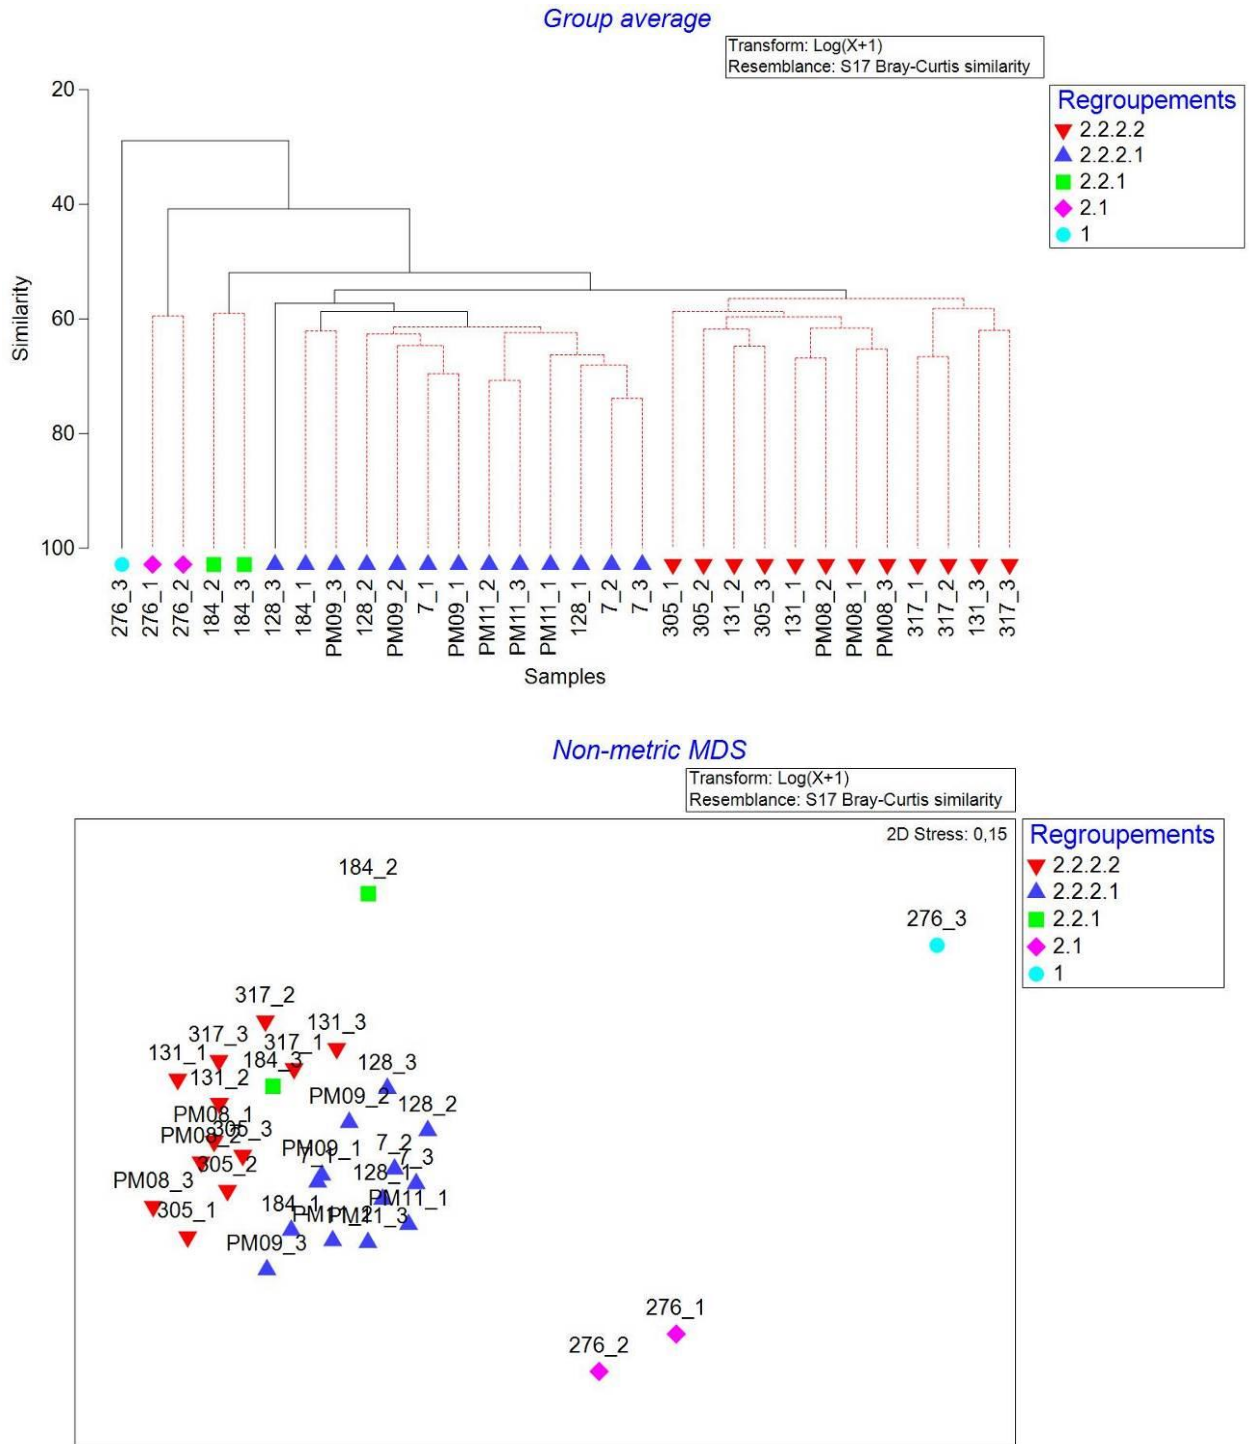 Group average
Transform: Log(X+1)
Resemblance: S17 Bray-Curtis similarity
Regroupements
2.2.2.2
2.2.2.1
2.2.1
2.1
1
20
40
60
80
100
Similarity
276_3
276_1
276_2
184_2
184_3
128_3
184_1
PM09_3
128_2
PM09_2
7_1
PM09_1
PM11_2
PM11_3
PM11_1
128_1
7_2
7_3
305_1
305_2
131_2
305_3
131_1
PM08_2
PM08_1
PM08_3
317_1
317_2
131_3
317_3
Samples
Non-metric MDS
Transform: Log(X+1)
Resemblance: S17 Bray-Curtis similarity
2D Stress: 0,15
Regroupements
2.2.2.2
2.2.2.1
2.2.1
2.1
1
184_2
276_3
317_2
131_3
317_3
317_1
131_1
184_3
128_3
131_2
PM09_2
128_2
PM08_1
305_3
PM08_2
7_2
PM09_1
7_1
7_3
305_2
128_1
PM08_3
PM11_1
305_1
184_1
PM11_2
PM11_3
PM09_3
276_1
276_2